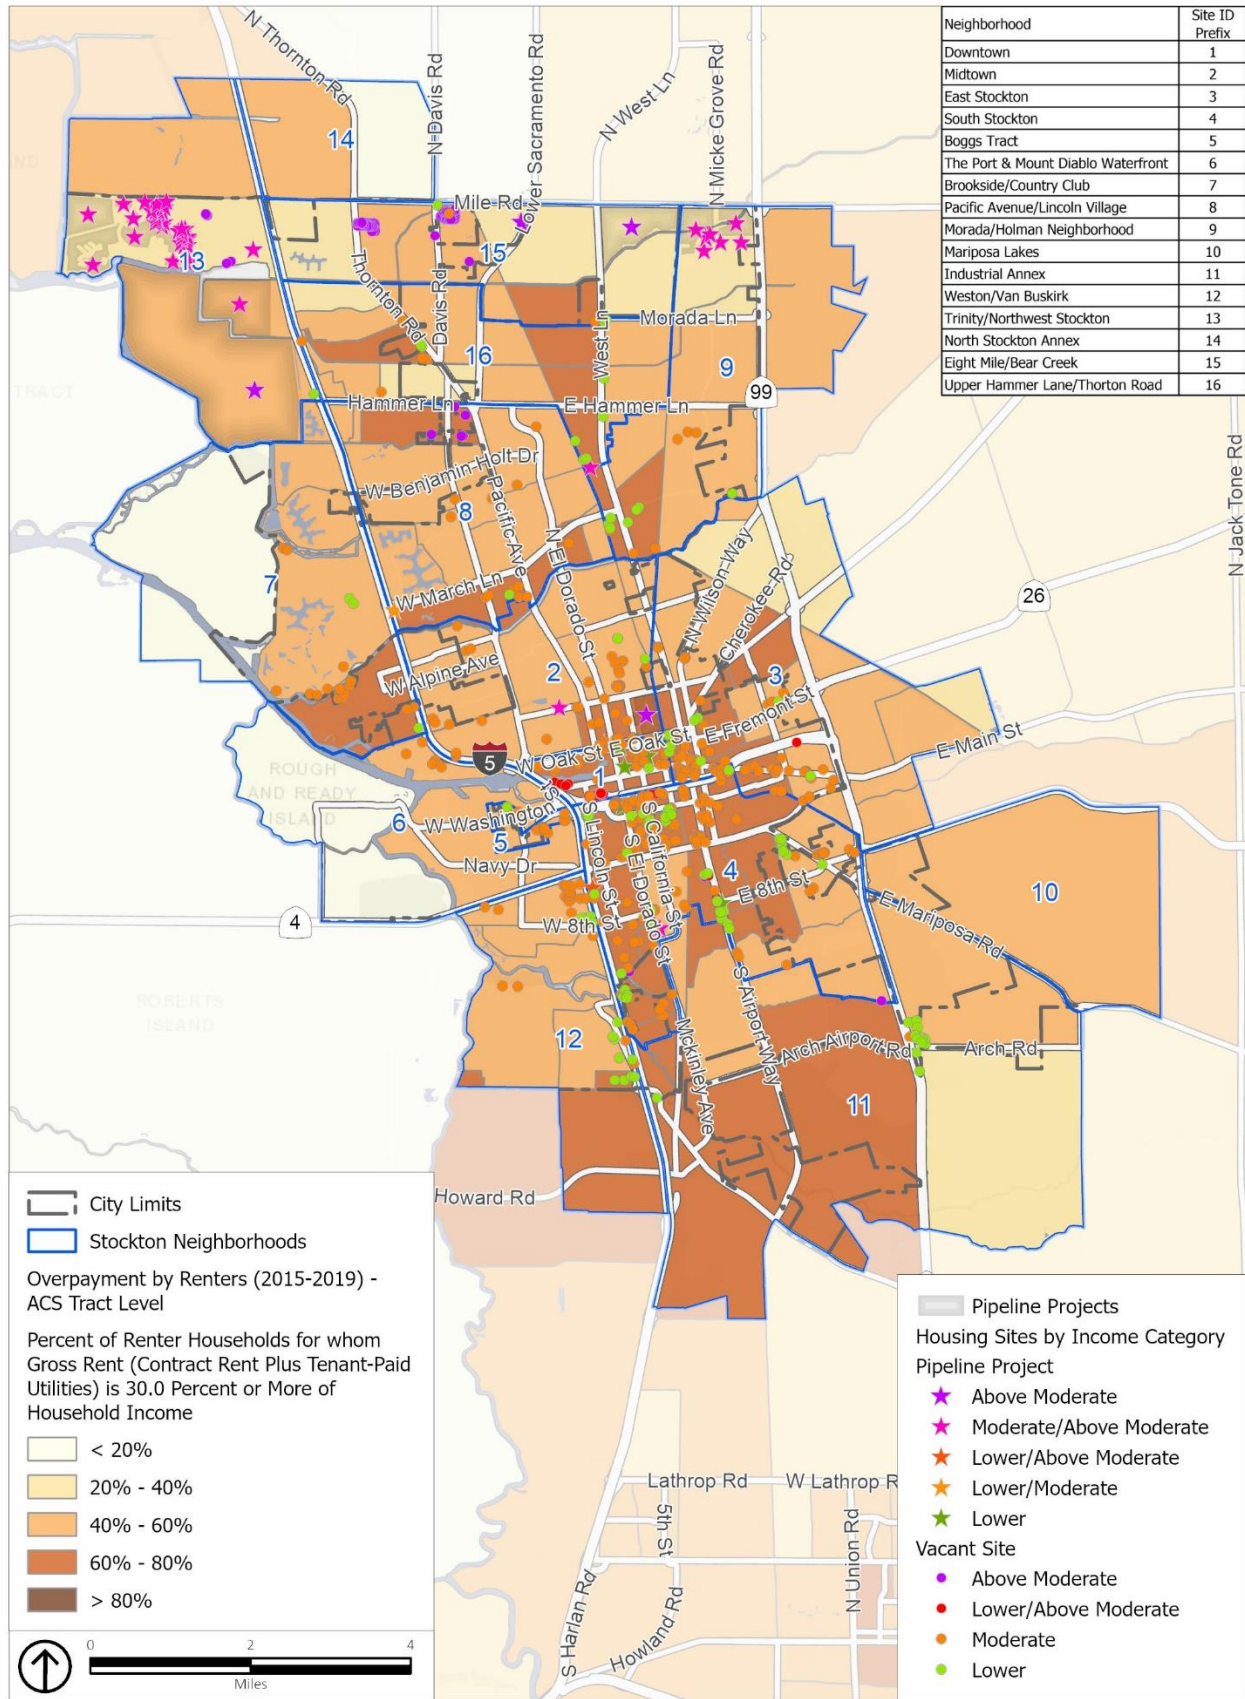 Neighborhood Site ID Prefix
Downtown 1
Midtown 2
East Stockton 3
South Stockton 4
Boggs Tract 5
The Port & Mount Diablo Waterfront 6
Brookside/Country Club 7
Pacific Avenue/Lincoln Village 8
Morada/Holman Neighborhood 9
Mariposa Lakes 10
Industrial Annex 11
Weston/Van Buskirk 12
Trinity/Northwest Stockton 13
North Stockton Annex 14
Eight Mile/Bear Creek 15
Upper Hammer Lane/Thorton Road 16
N Thornton Rd
N Davis Rd
Lower Sacramento Rd
N West Ln
N Micke Grove Rd
14
Mile Rd
13
15
Thornton Rd
Davis Rd
West Ln
Morada Ln
16
9
TRACT
99
Hammer Ln
E Hammer Ln
W Benjamin Holt Dr
8
Pacific Ave
N El Dorado St
N Wilson Way
Cherokee Rd
N Jack Tone Rd
7
W March Ln
26
W Alpine Ave
2
3
E Fremont St
E Main St
W Oak St
E Oak St
5
1
ROUGH
AND READY
ISLAND
6
W Washington St
5
S Lincoln St
S California St
S El Dorado St
Navy Dr
4
E 8th St
10
E Mariposa Rd
4
W 8th St
ROBERTS
ISLAND
S Airport Way
12
Mckinley Ave
Arch Airport Rd
Arch Rd
11
Howard Rd
Lathrop Rd
W Lathrop R
5th St
N Union Rd
S Harlan Rd
Howland Rd
City Limits
Stockton Neighborhoods
Overpayment by Renters (2015-2019) -
ACS Tract Level
Percent of Renter Households for whom
Gross Rent (Contract Rent Plus Tenant-Paid
Utilities) is 30.0 Percent or More of
Household Income
< 20%
20% - 40%
40% - 60%
60% - 80%
> 80%
0 2 4
Miles
Pipeline Projects
Housing Sites by Income Category
Pipeline Project
Above Moderate
Moderate/Above Moderate
Lower/Above Moderate
Lower/Moderate
Lower
Vacant Site
Above Moderate
Lower/Above Moderate
Moderate
Lower